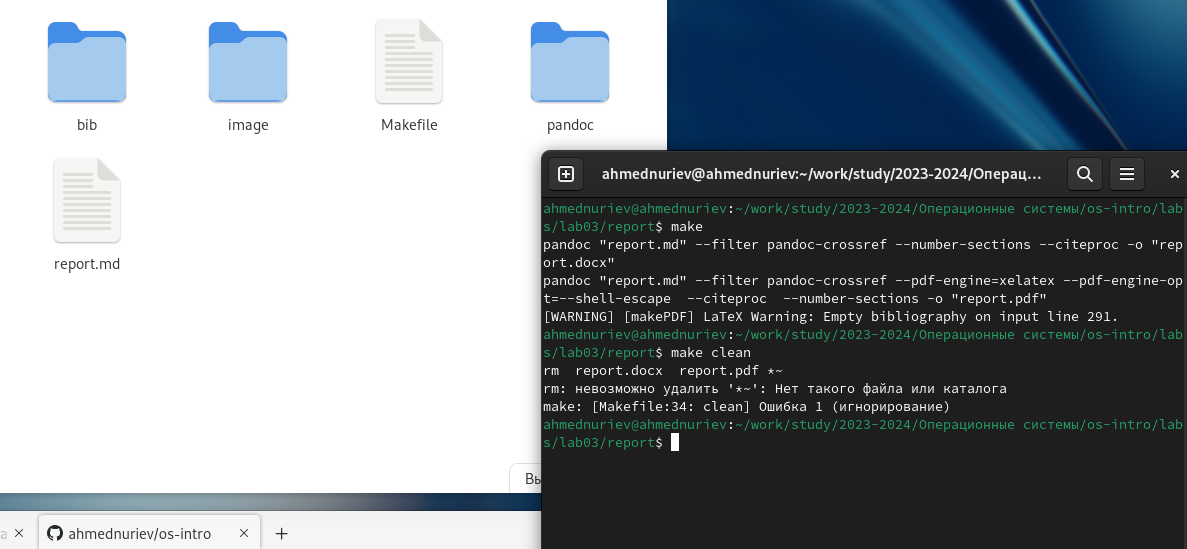 bib
image
Makefile
pandoc
report.md
ahmednuriev@ahmednuriev:~/work/study/2023-2024/Операц...
ahmednuriev@ahmednuriev:~/work/study/2023-2024/Операционные системы/os-intro/lab
s/lab03/report$ make
pandoc "report.md" --filter pandoc-crossref --number-sections --citeproc -o "rep
ort.docx"
pandoc "report.md" --filter pandoc-crossref --pdf-engine=xelatex --pdf-engine-op
t=--shell-escape  --citeproc  --number-sections -o "report.pdf"
[WARNING] [makePDF] LaTeX Warning: Empty bibliography on input line 291.
ahmednuriev@ahmednuriev:~/work/study/2023-2024/Операционные системы/os-intro/lab
s/lab03/report$ make clean
rm  report.docx  report.pdf *~
rm: невозможно удалить '*~': Нет такого файла или каталога
make: [Makefile:34: clean] Ошибка 1 (игнорирование)
ahmednuriev@ahmednuriev:~/work/study/2023-2024/Операционные системы/os-intro/lab
s/lab03/report$
Вы
а
ahmednuriev/os-intro